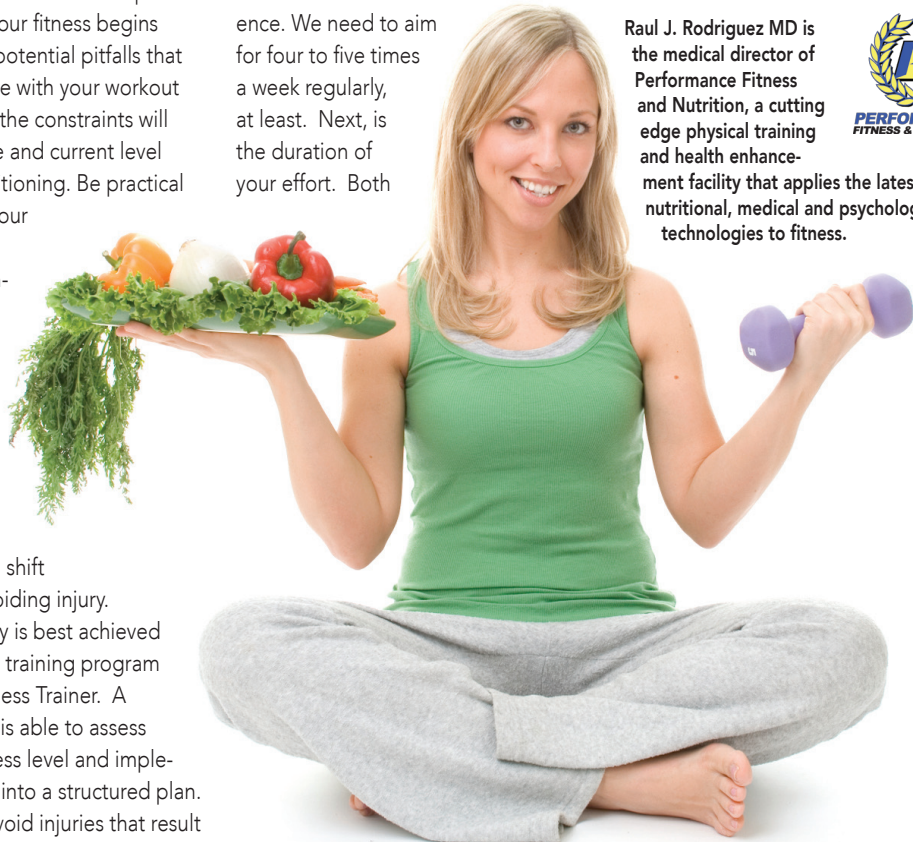 our fitness begins
potential pitfalls that
e with your workout
the constraints will
e and current level
tioning. Be practical
our
-
shift
oiding injury.
y is best achieved
training program
ess Trainer. A
is able to assess
ess level and imple-
into a structured plan.
void injuries that result
ence. We need to aim
for four to five times
a week regularly,
at least. Next, is
the duration of
your effort. Both
Raul J. Rodriguez MD is
the medical director of
Performance Fitness
and Nutrition, a cutting
edge physical training
and health enhance-
ment facility that applies the lates
nutritional, medical and psycholog
technologies to fitness.
PERFOR
FITNESS &
5